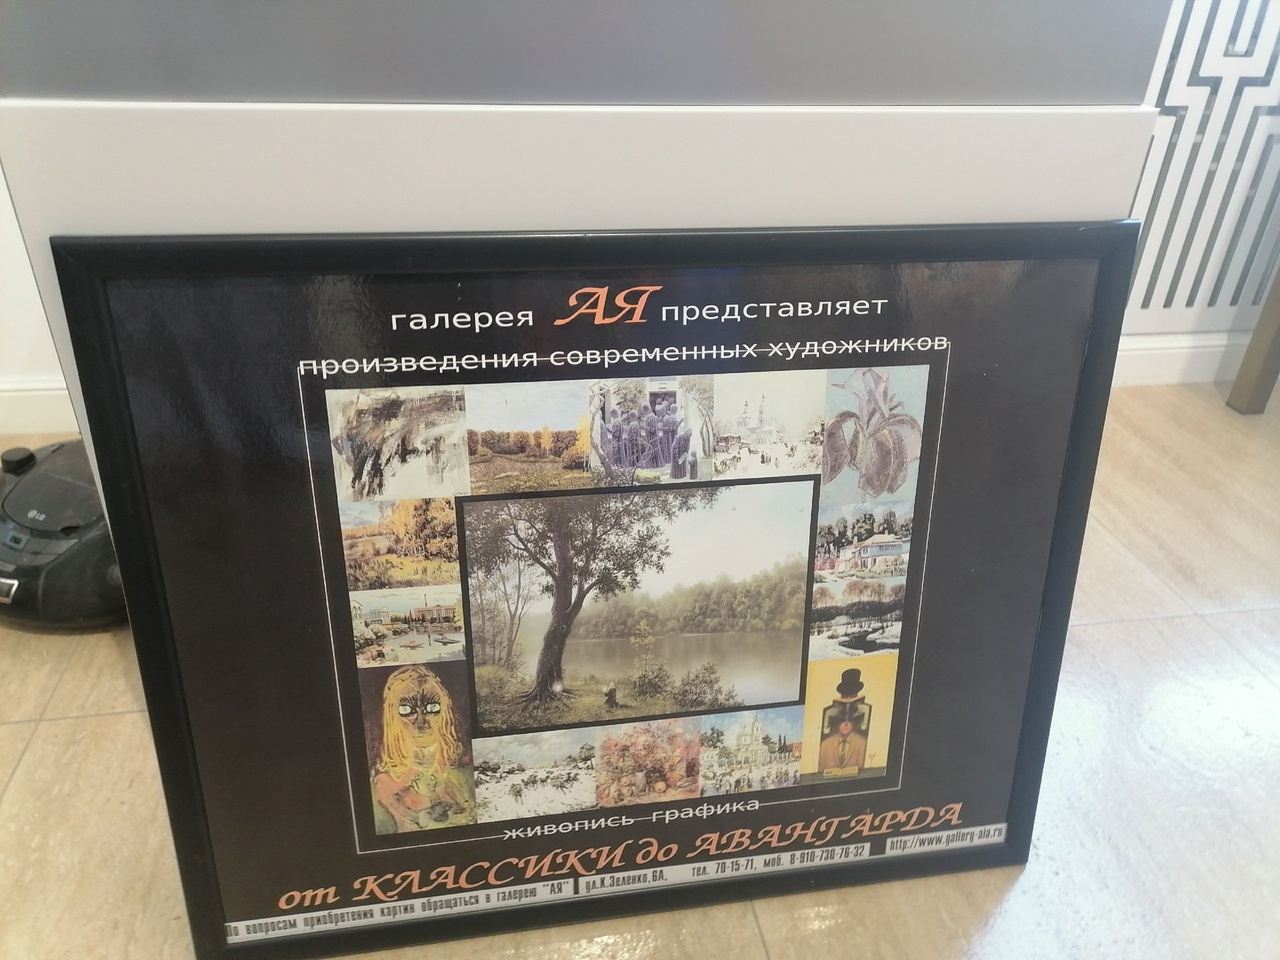 галерея АЯ представляет
произведения современных художников
живопись графика
от КЛАССИКИ до АВАНГАРДА
По вопросам приобретения картин обращаться в галерею "АЯ" ул.К.Зеленко,6А, тел. 70-15-71, моб. 8-910-730-76-32 http://www.gallery-aia.ru
LG